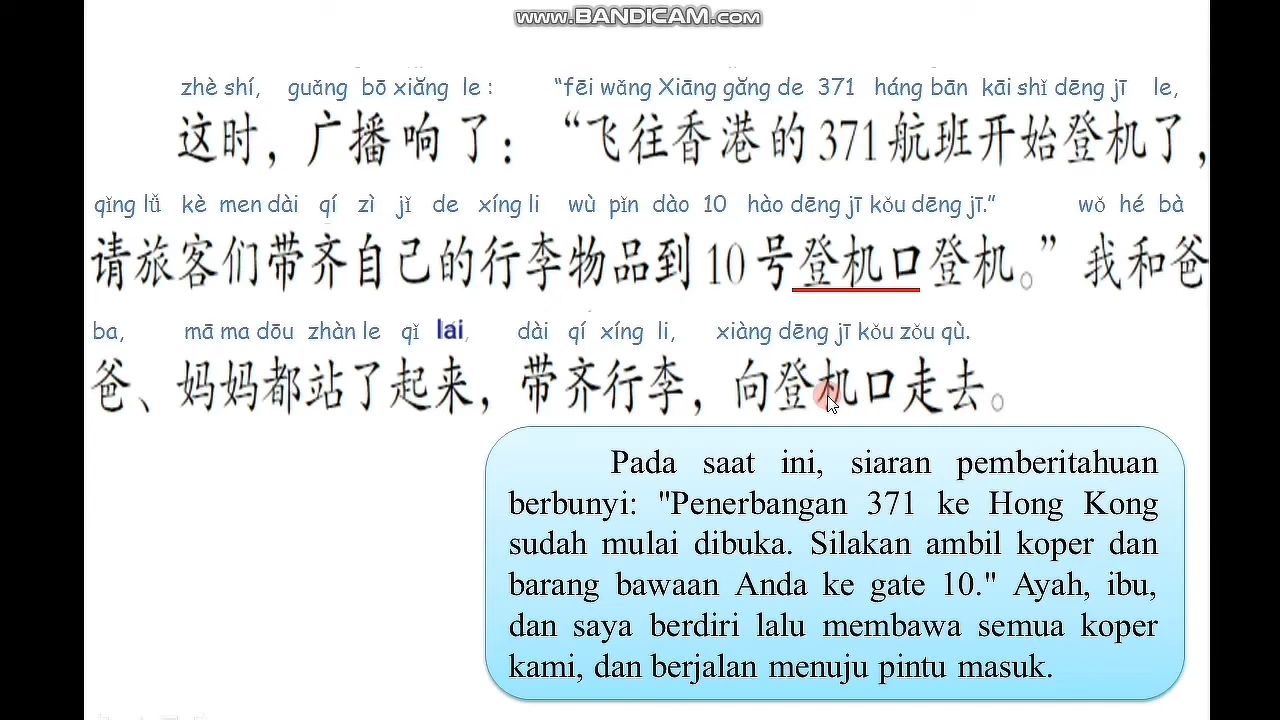 www.BANDICAM.com
zhè shí, guǎng bō xiǎng le : “fēi wǎng Xiāng gǎng de 371 háng bān kāi shǐ dēng jī le,
这时，广播响了：“飞往香港的371航班开始登机了，
qǐng lǚ kè men dài qí zì jǐ de xíng li wù pǐn dào 10 hào dēng jī kǒu dēng jī.” wǒ hé bà
请旅客们带齐自己的行李物品到10号登机口登机。”我和爸
ba, mā ma dōu zhàn le qǐ lái, dài qí xíng li, xiàng dēng jī kǒu zǒu qù.
爸、妈妈都站了起来，带齐行李，向登机口走去。
Pada saat ini, siaran pemberitahuan
berbunyi: "Penerbangan 371 ke Hong Kong
sudah mulai dibuka. Silakan ambil koper dan
barang bawaan Anda ke gate 10." Ayah, ibu,
dan saya berdiri lalu membawa semua koper
kami, dan berjalan menuju pintu masuk.